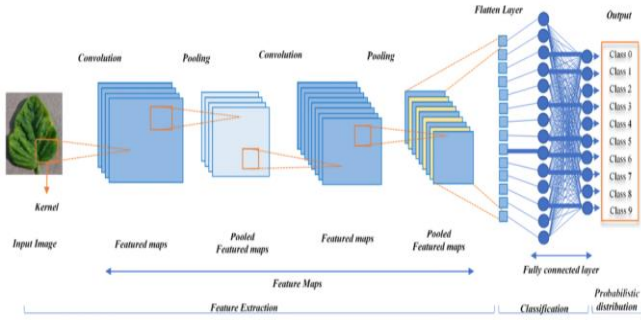 Flatten Layer
Output
Convolution
Pooling
Convolution
Pooling
Class 0
Class 1
Class 2
Class 3
Class 4
Class 5
Class 6
Class 7
Class 8
Class 9
Kernel
Input Image
Featured maps
Pooled
Featured maps
Featured maps
Pooled
Featured maps
Feature Maps
Fully connected layer
Feature Extraction
Classification
Probabilistic
distribution